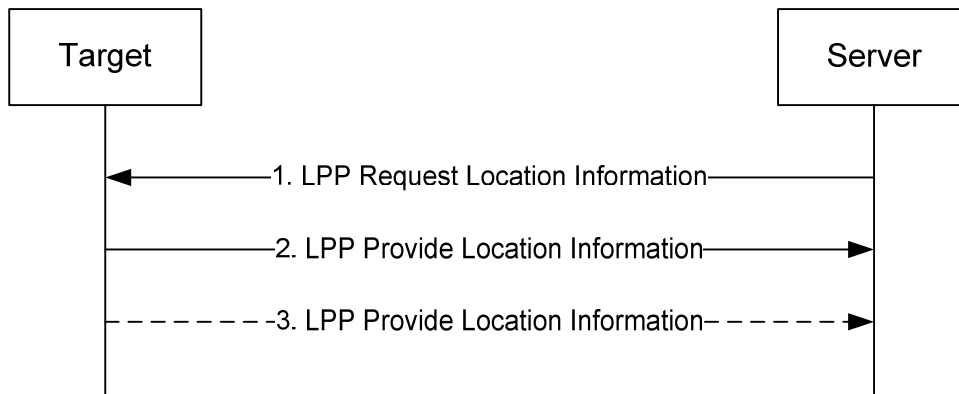 Target
Server
1. LPP Request Location Information
2. LPP Provide Location Information
3. LPP Provide Location Information